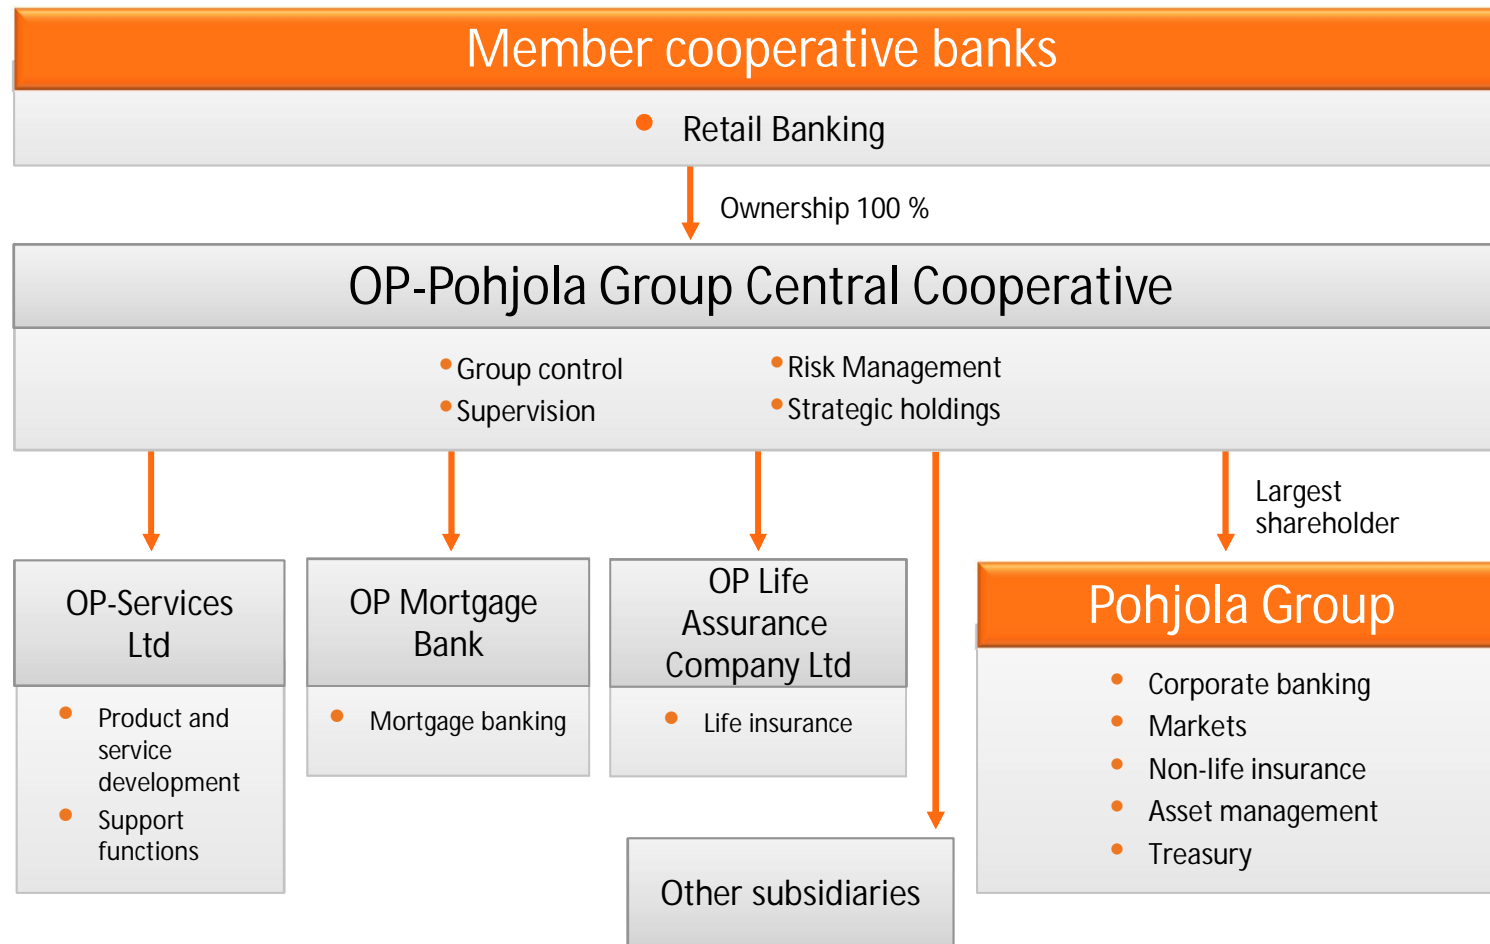 Member cooperative banks
Retail Banking
Ownership 100 %
OP-Pohjola Group Central Cooperative
Group control
Supervision
Risk Management
Strategic holdings
Largest
shareholder
OP-Services
Ltd
Product and
service
development
Support
functions
OP Mortgage
Bank
Mortgage banking
OP Life
Assurance
Company Ltd
Life insurance
Other subsidiaries
Pohjola Group
Corporate banking
Markets
Non-life insurance
Asset management
Treasury